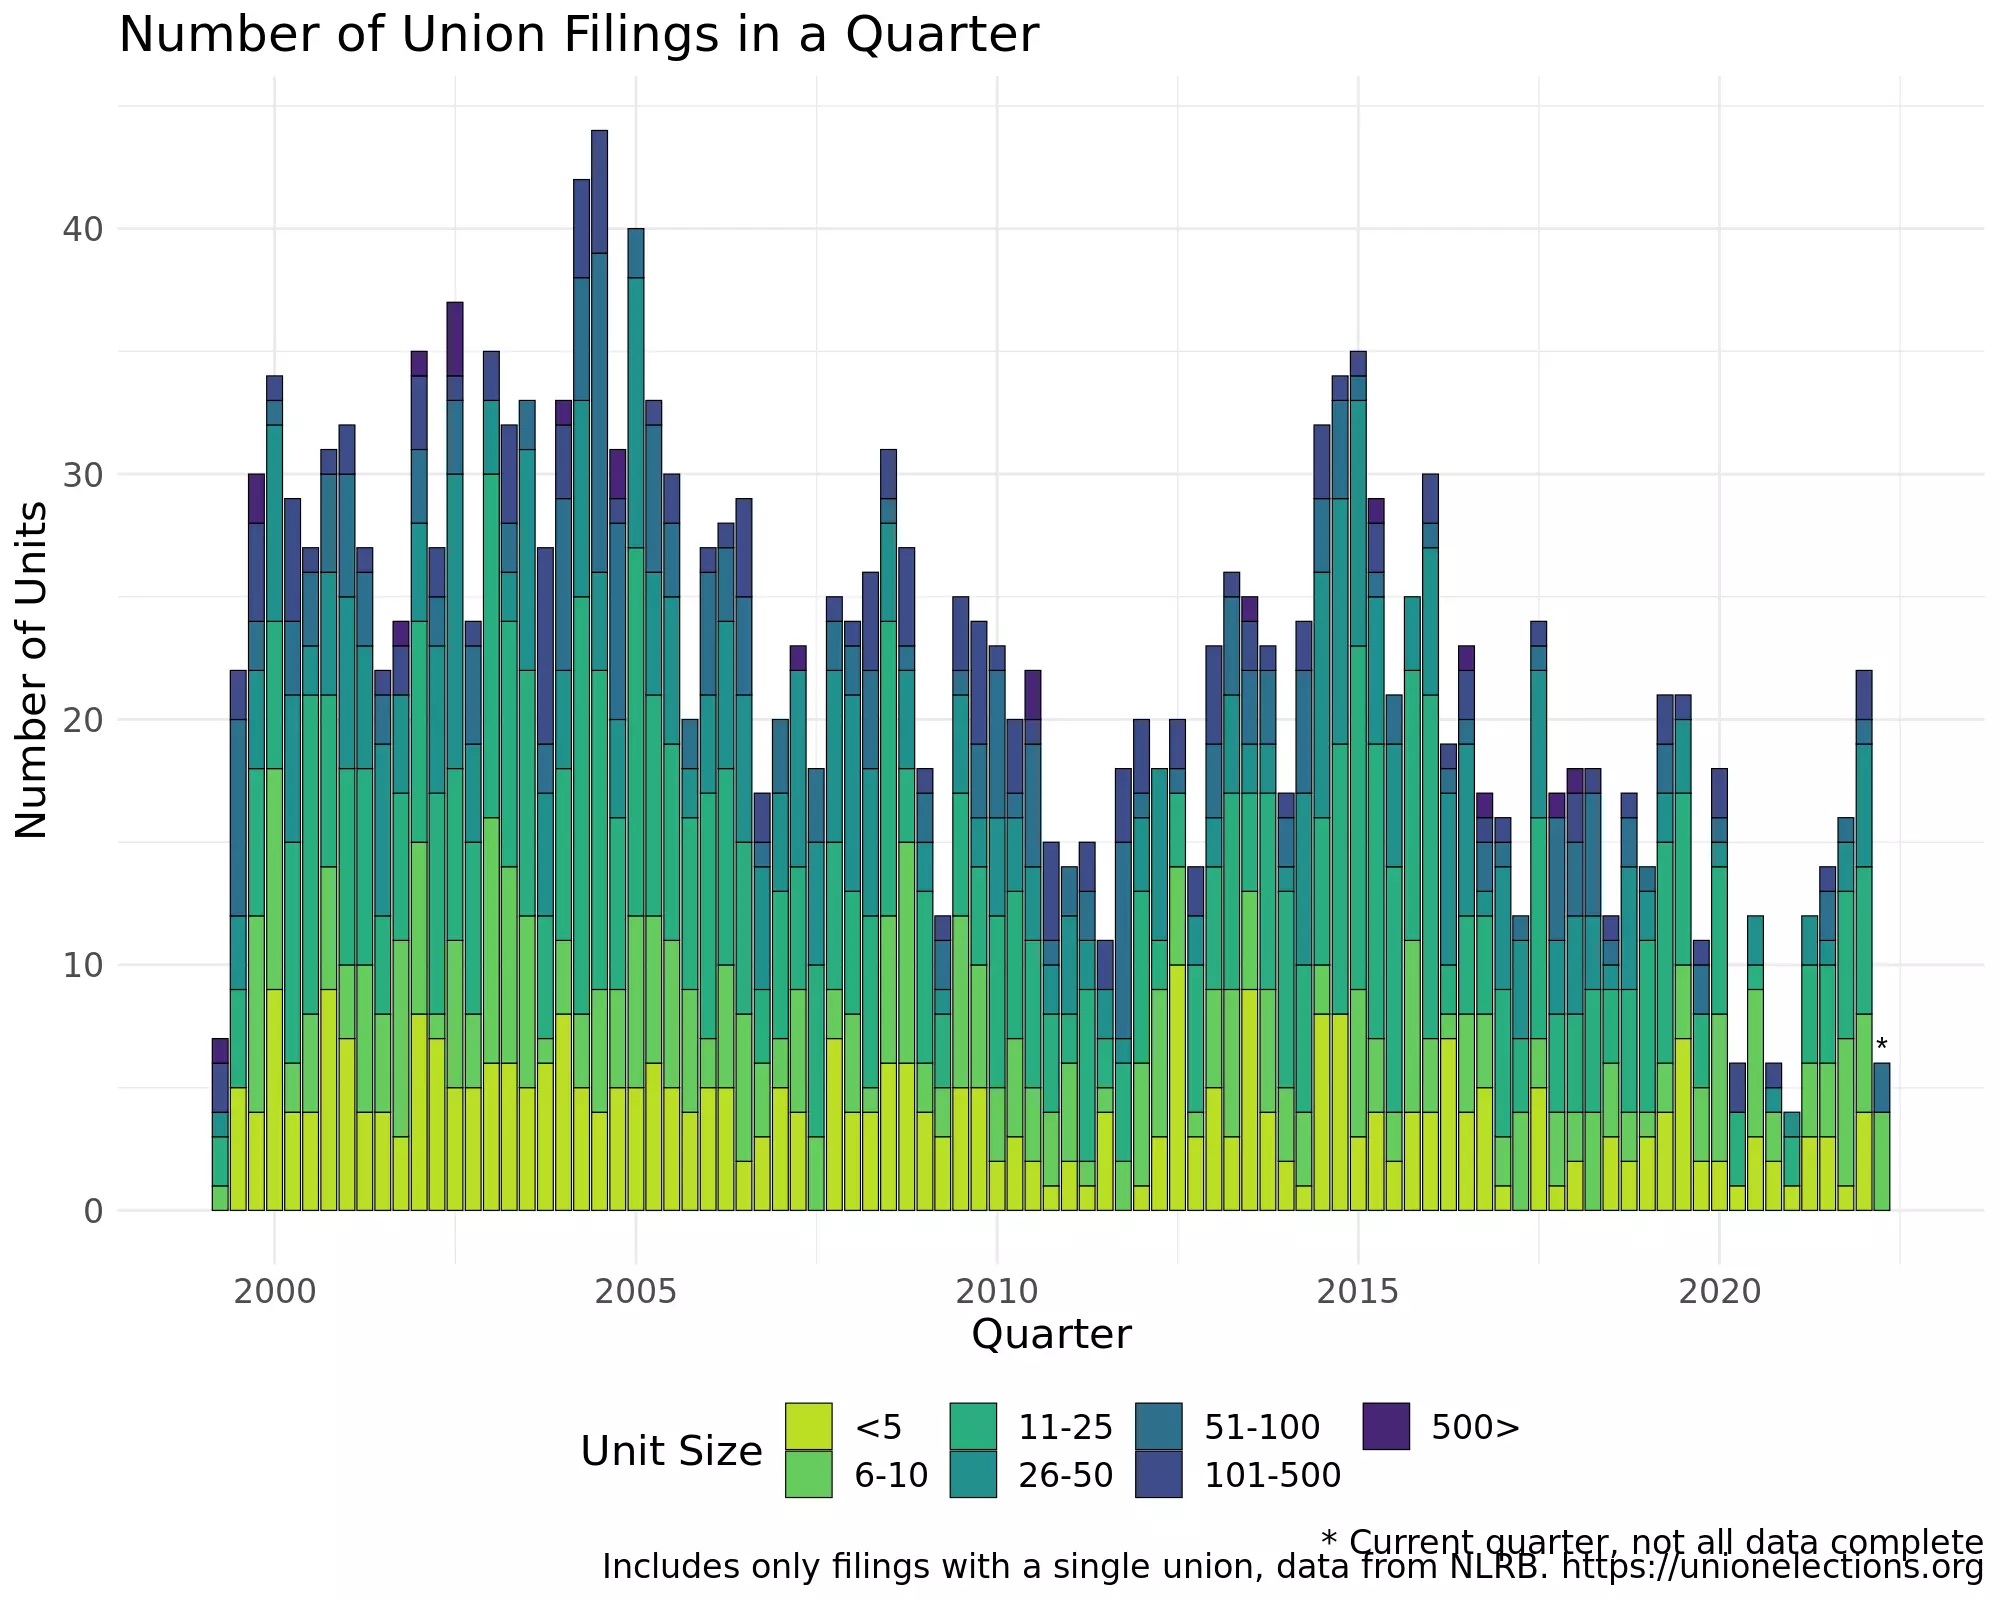 Number of Union Filings in a Quarter
Number of Units
40
30
20
10
0
*
2000 2005 2010 2015 2020
Quarter
Unit Size
<5 11-25 51-100 500>
6-10 26-50 101-500
* Current quarter, not all data complete
Includes only filings with a single union, data from NLRB. https://unionelections.org